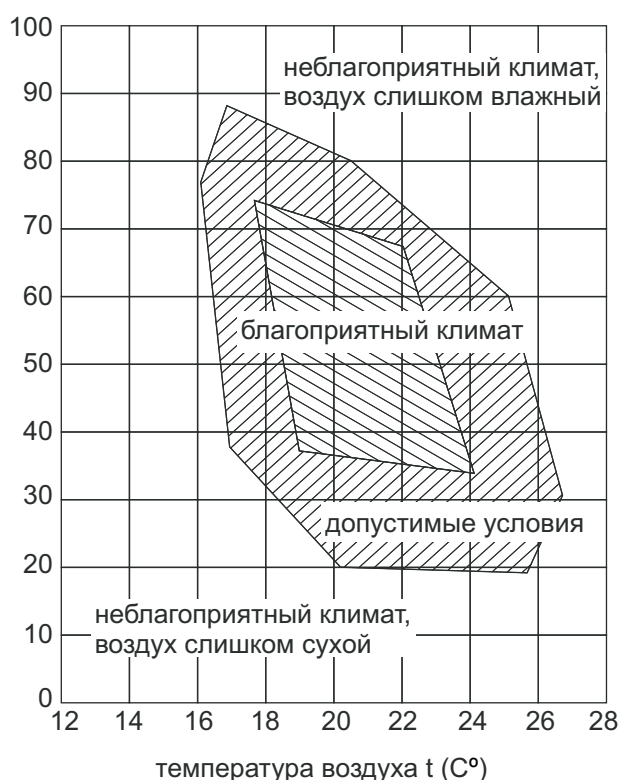 100
неблагоприятный климат,
воздух слишком влажный
90
80
70
60
благоприятный климат
50
40
30
допустимые условия
20
неблагоприятный климат,
воздух слишком сухой
10
0
12 14 16 18 20 22 24 26 28
температура воздуха t (Cº)